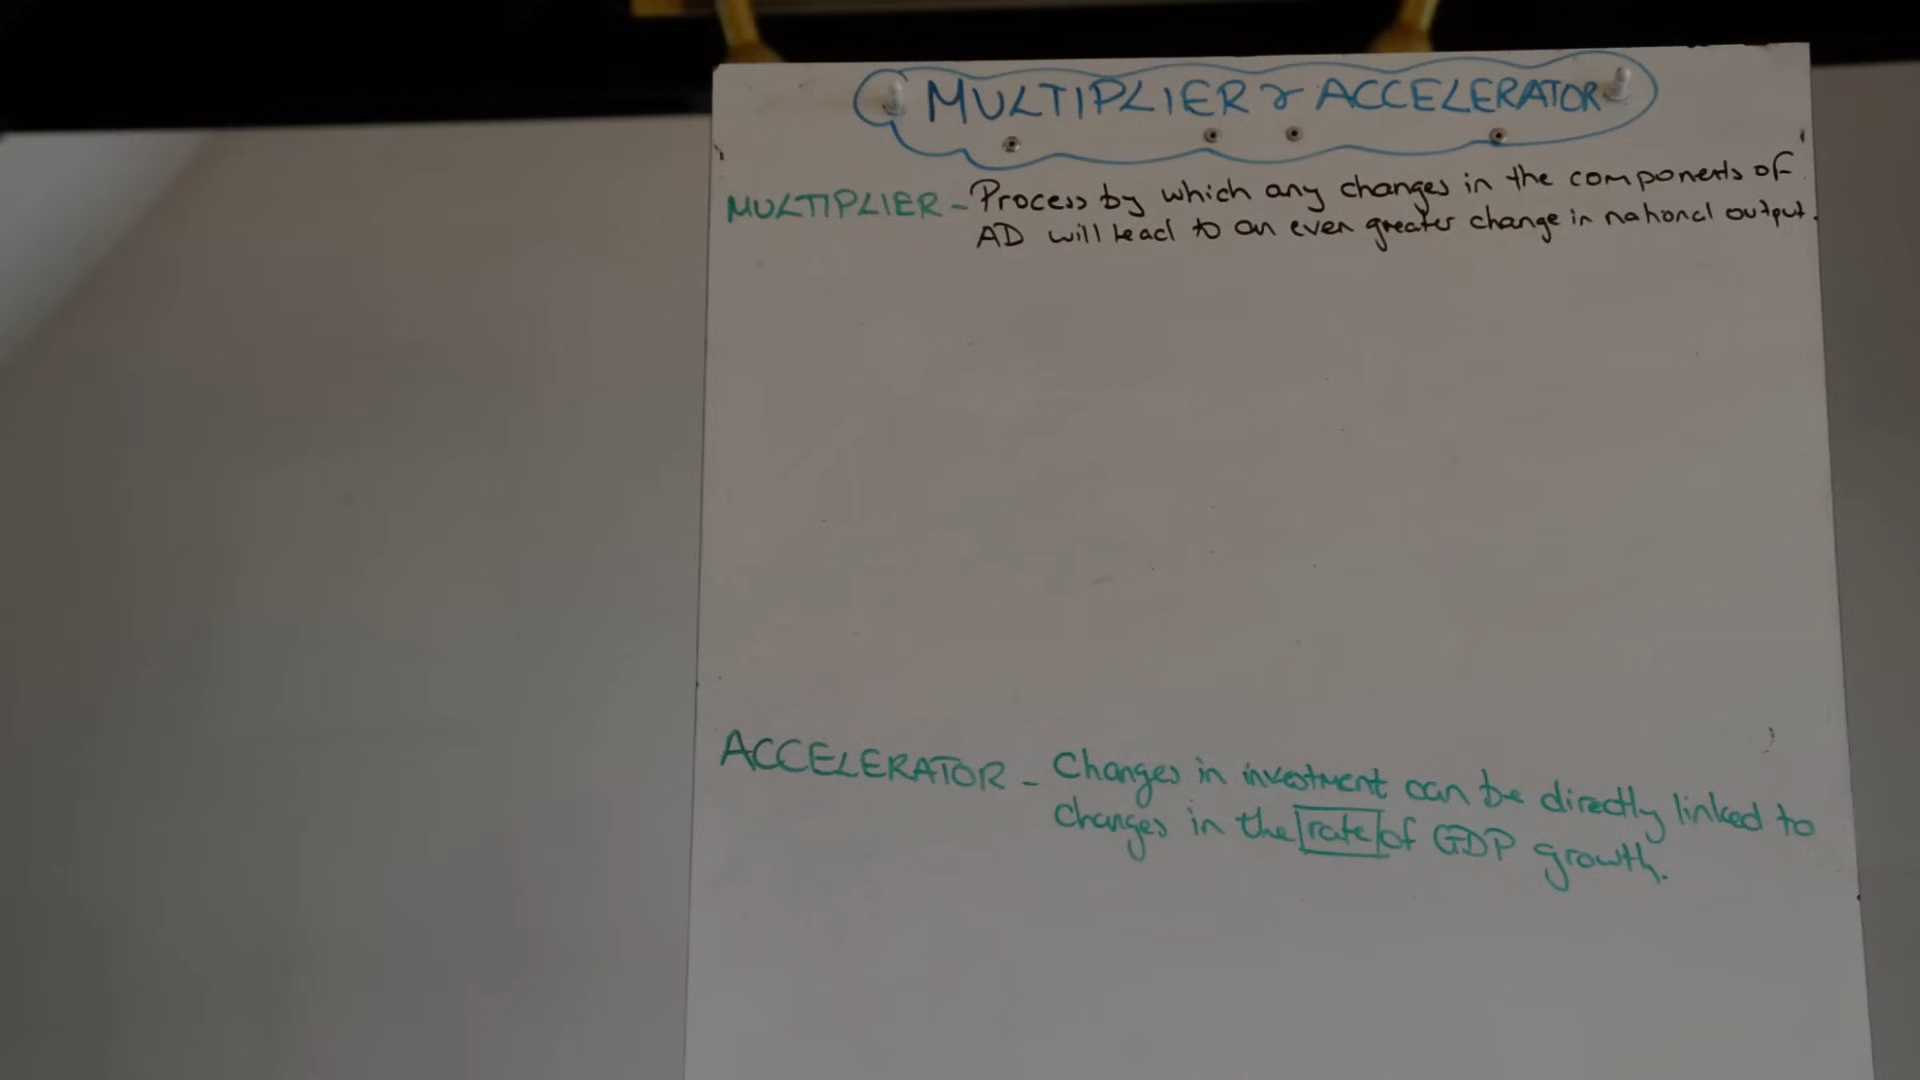 MULTIPLIER & ACCELERATOR
MULTIPLIER - Process by which any changes in the components of
AD will lead to an even greater change in national output.
ACCELERATOR - Changes in investment can be directly linked to
changes in the rate of GDP growth.